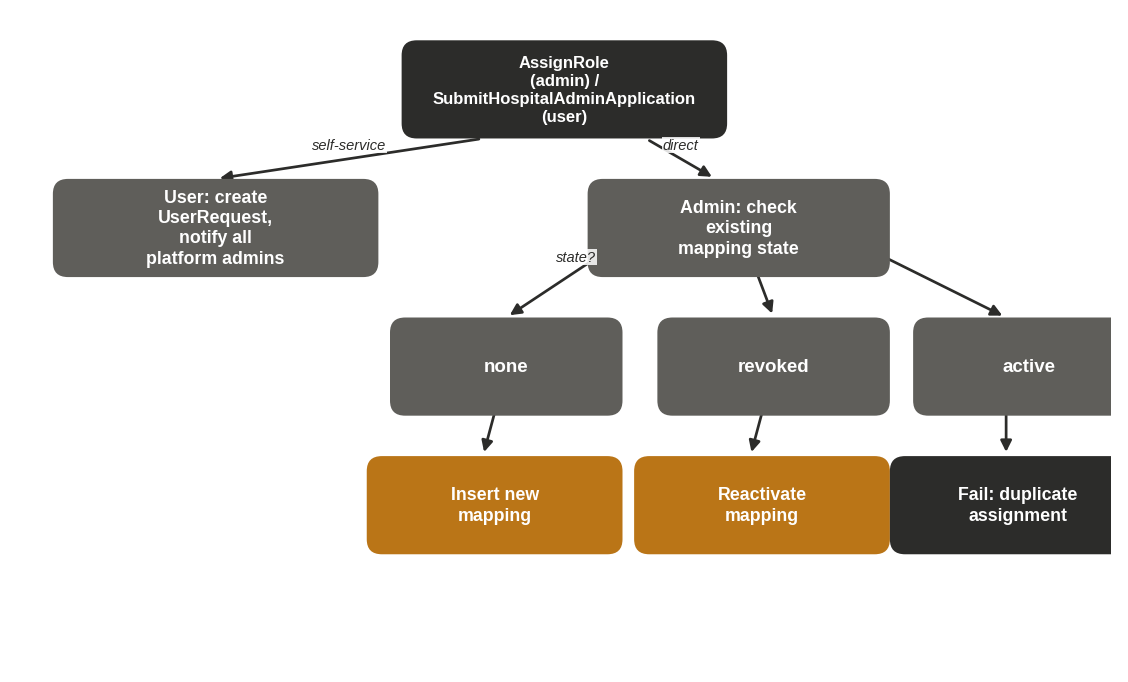 AssignRole
(admin) /
SubmitHospitalAdminApplication
(user)
self-service
direct
User: create
UserRequest,
notify all
platform admins
Admin: check
existing
mapping state
state?
none
revoked
active
Insert new
mapping
Reactivate
mapping
Fail: duplicate
assignment